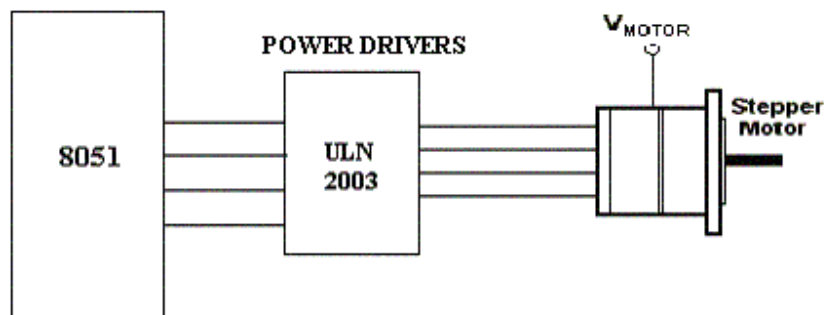 POWER DRIVERS
VMOTOR
Stepper
Motor
8051
ULN
2003